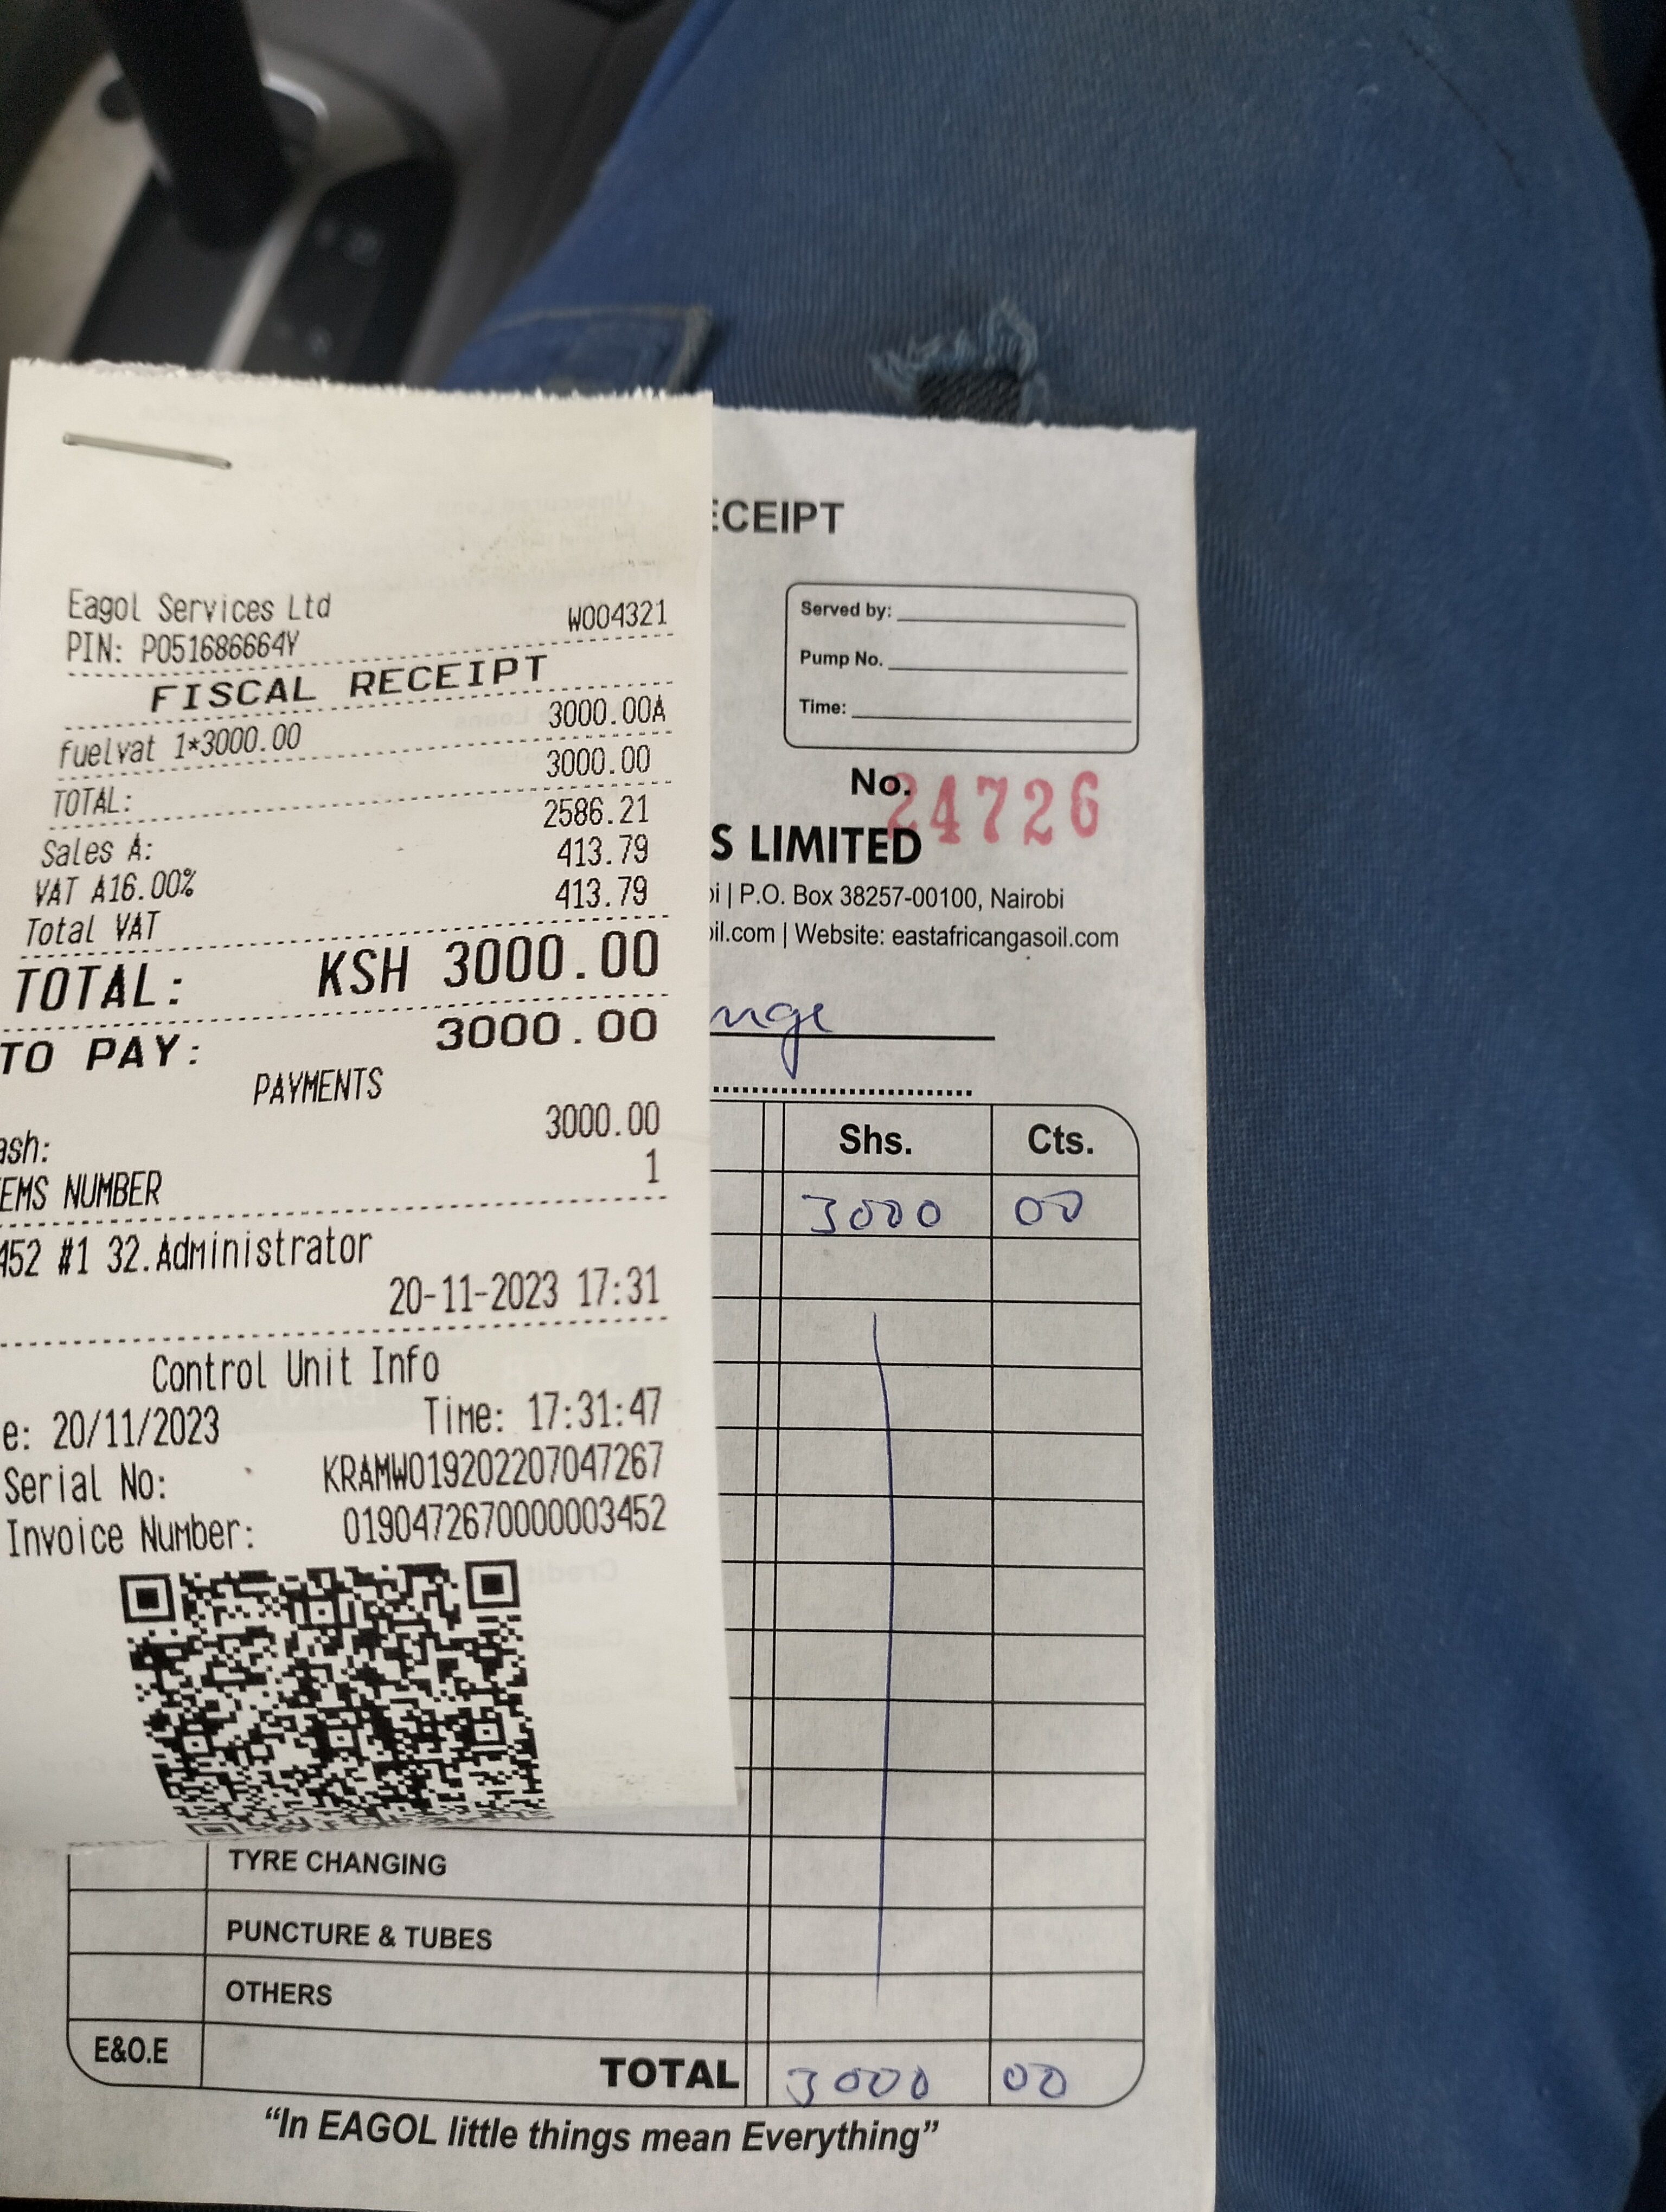 Eagol Services Ltd
PIN: P051686664Y W004321
FISCAL RECEIPT
fuelvat 1*3000.00 3000.00A
TOTAL: 3000.00
Sales A: 2586.21
VAT A16.00% 413.79
Total VAT 413.79
TOTAL: KSH 3000.00
TO PAY: 3000.00
PAYMENTS
ash: 3000.00
EMS NUMBER 1
452 #1 32.Administrator
20-11-2023 17:31
Control Unit Info
e: 20/11/2023 Time: 17:31:47
Serial No: KRAMW019202207047267
Invoice Number: 0190472670000003452
ECEIPT
Served by:
Pump No.
Time:
No. 24726
S LIMITED
oi | P.O. Box 38257-00100, Nairobi
oil.com | Website: eastafricangasoil.com
nge
Shs. Cts.
3000 00
TYRE CHANGING
PUNCTURE & TUBES
OTHERS
E&O.E TOTAL 3000 00
“In EAGOL little things mean Everything”